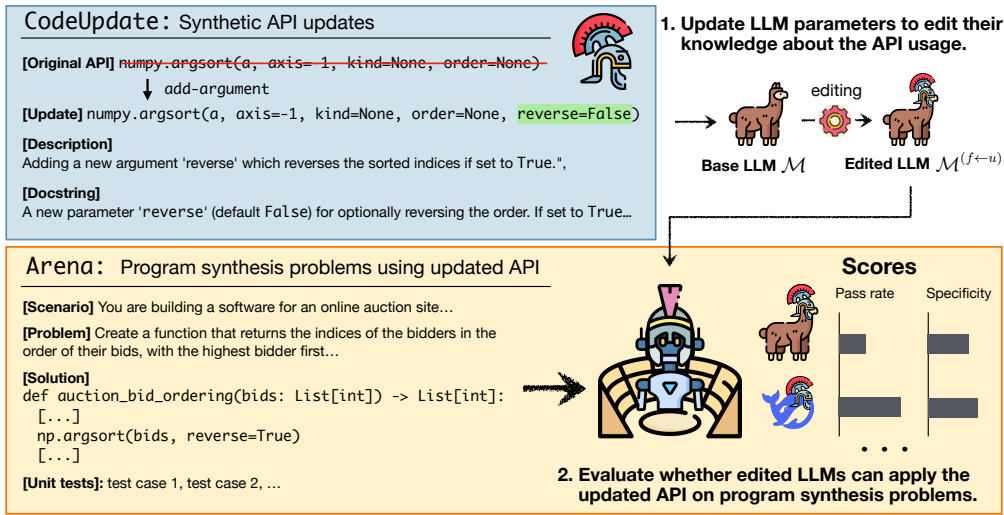 CodeUpdate: Synthetic API updates
[Original API] numpy.argsort(a, axis=-1, kind=None, order=None)
add-argument
[Update] numpy.argsort(a, axis=-1, kind=None, order=None, reverse=False)
[Description]
Adding a new argument 'reverse' which reverses the sorted indices if set to True.",
[Docstring]
A new parameter 'reverse' (default False) for optionally reversing the order. If set to True…
1. Update LLM parameters to edit their
knowledge about the API usage.
editing
Base LLM M
Edited LLM M^(f←u)
Arena: Program synthesis problems using updated API
[Scenario] You are building a software for an online auction site…
[Problem] Create a function that returns the indices of the bidders in the
order of their bids, with the highest bidder first…
[Solution]
def auction_bid_ordering(bids: List[int]) -> List[int]:
[...]
np.argsort(bids, reverse=True)
[...]
[Unit tests]: test case 1, test case 2, …
Scores
Pass rate
Specificity
. . .
2. Evaluate whether edited LLMs can apply the
updated API on program synthesis problems.